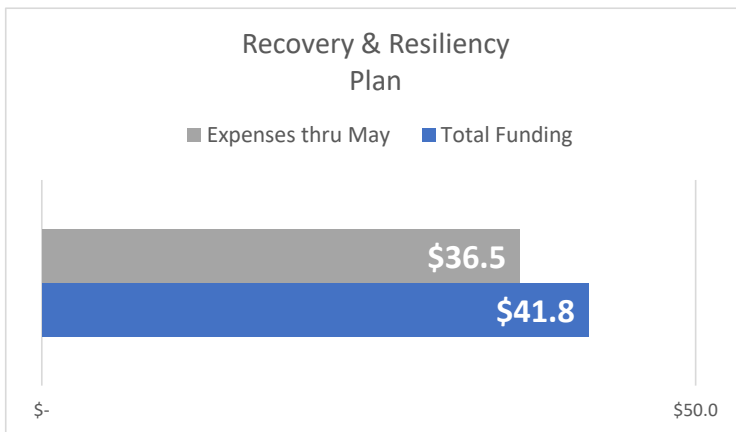 Recovery & Resiliency
Plan
Expenses thru May Total Funding
$36.5
$41.8
$- $50.0